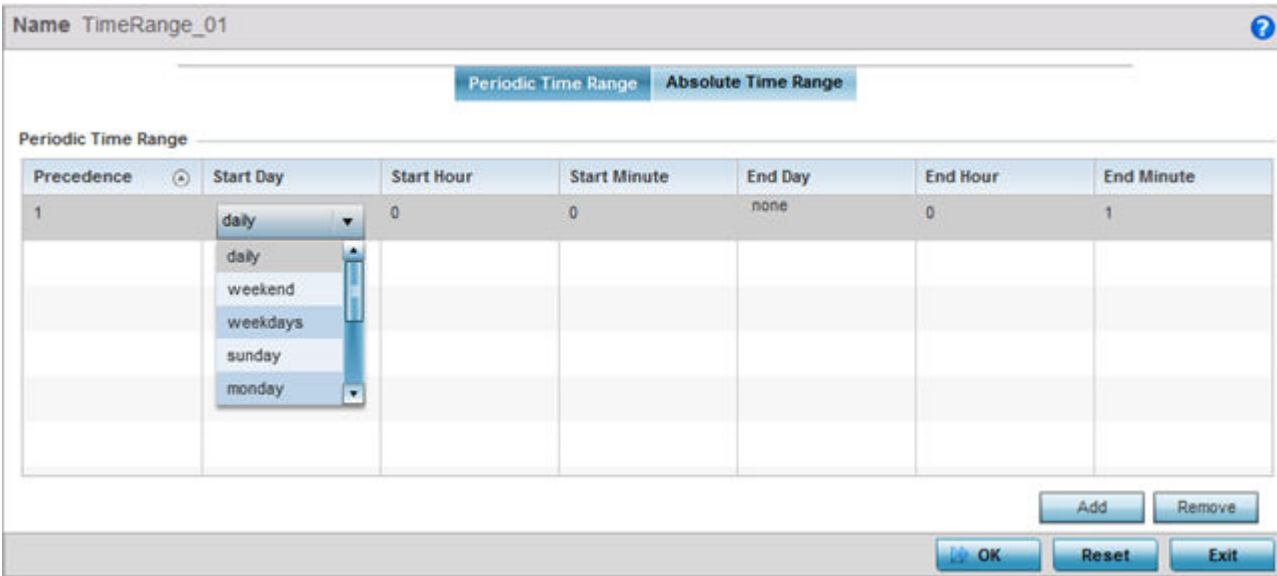 Name TimeRange_01
?
Periodic Time Range Absolute Time Range
Periodic Time Range
Precedence Start Day Start Hour Start Minute End Day End Hour End Minute
1 daily 0 0 none 0 1
daily
weekend
weekdays
sunday
monday
Add Remove
OK Reset Exit